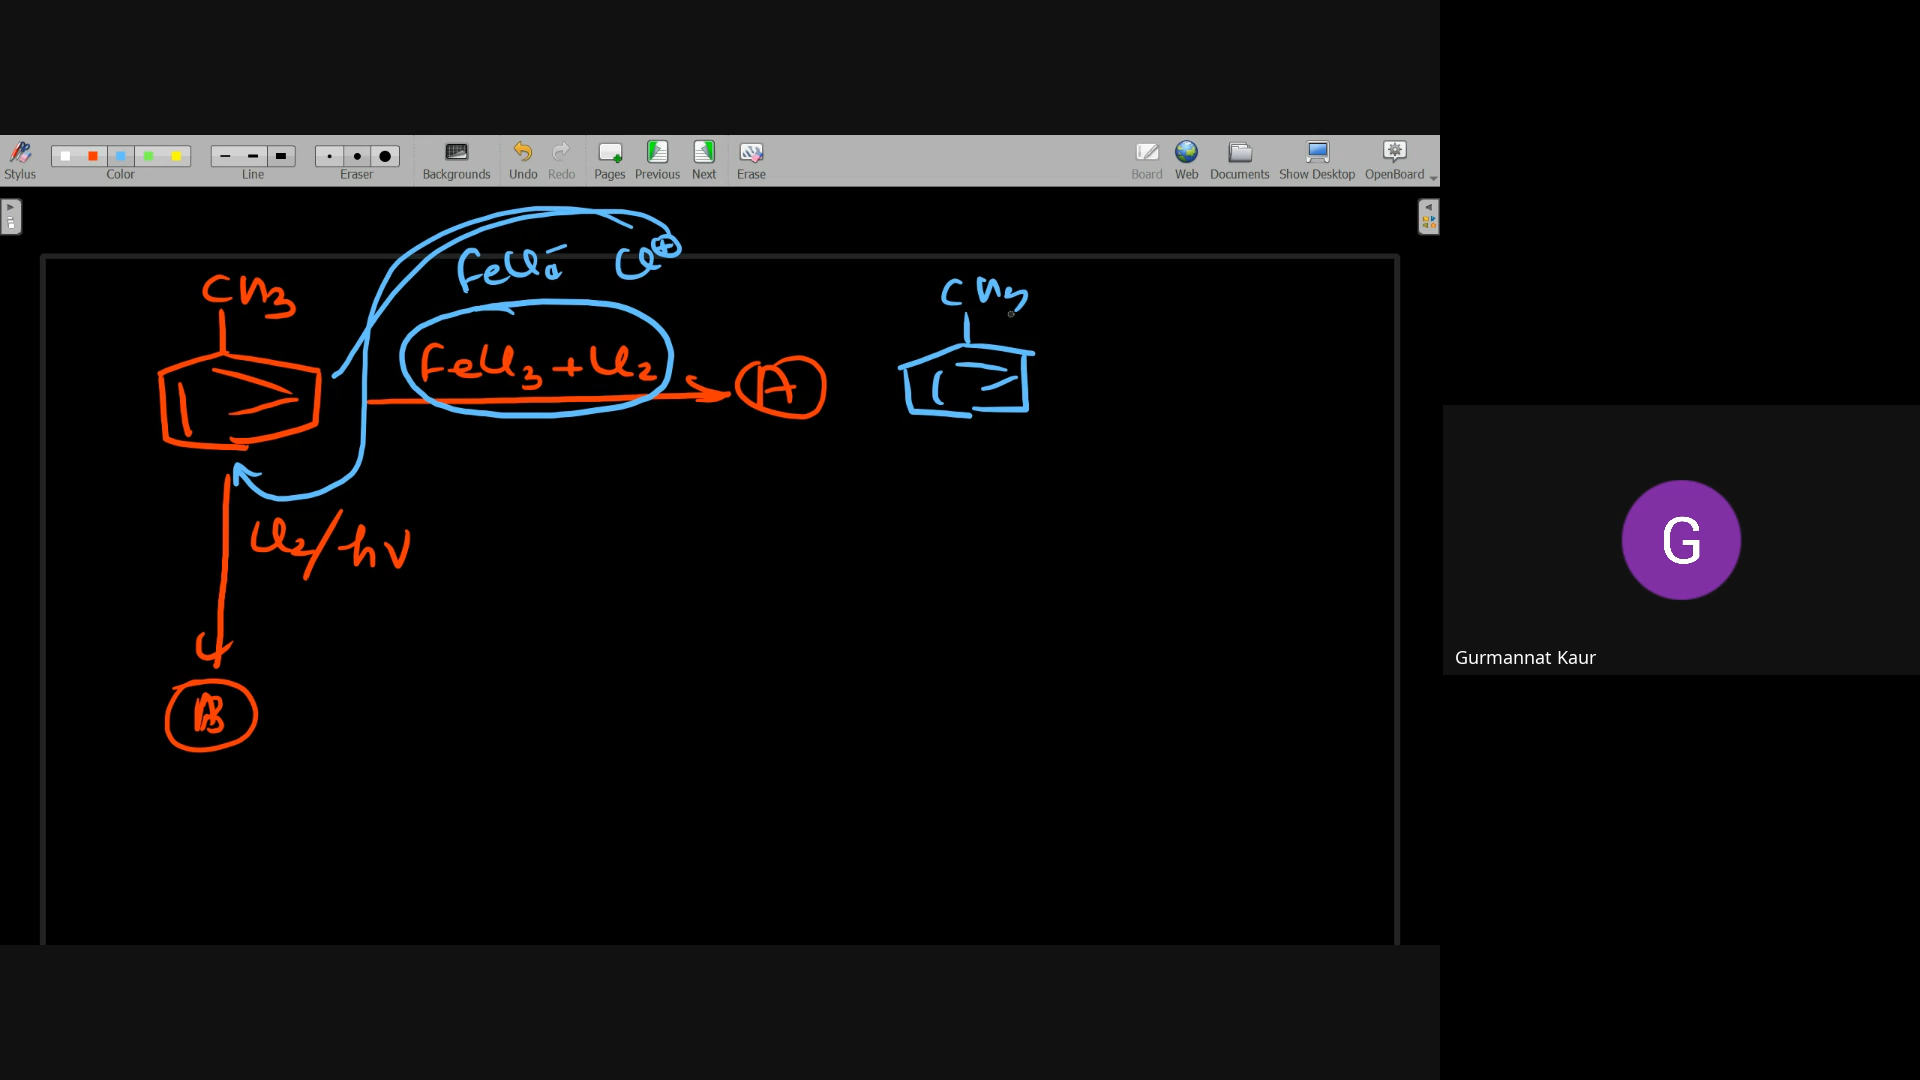 Stylus Color Line Eraser Backgrounds Undo Redo Pages Previous Next Erase Board Web Documents Show Desktop OpenBoard
FeCl₄⁻ Cl⊕
CH₃ CH₃
FeCl₃ + Cl₂ A
Cl₂/hν
B
G
Gurmannat Kaur